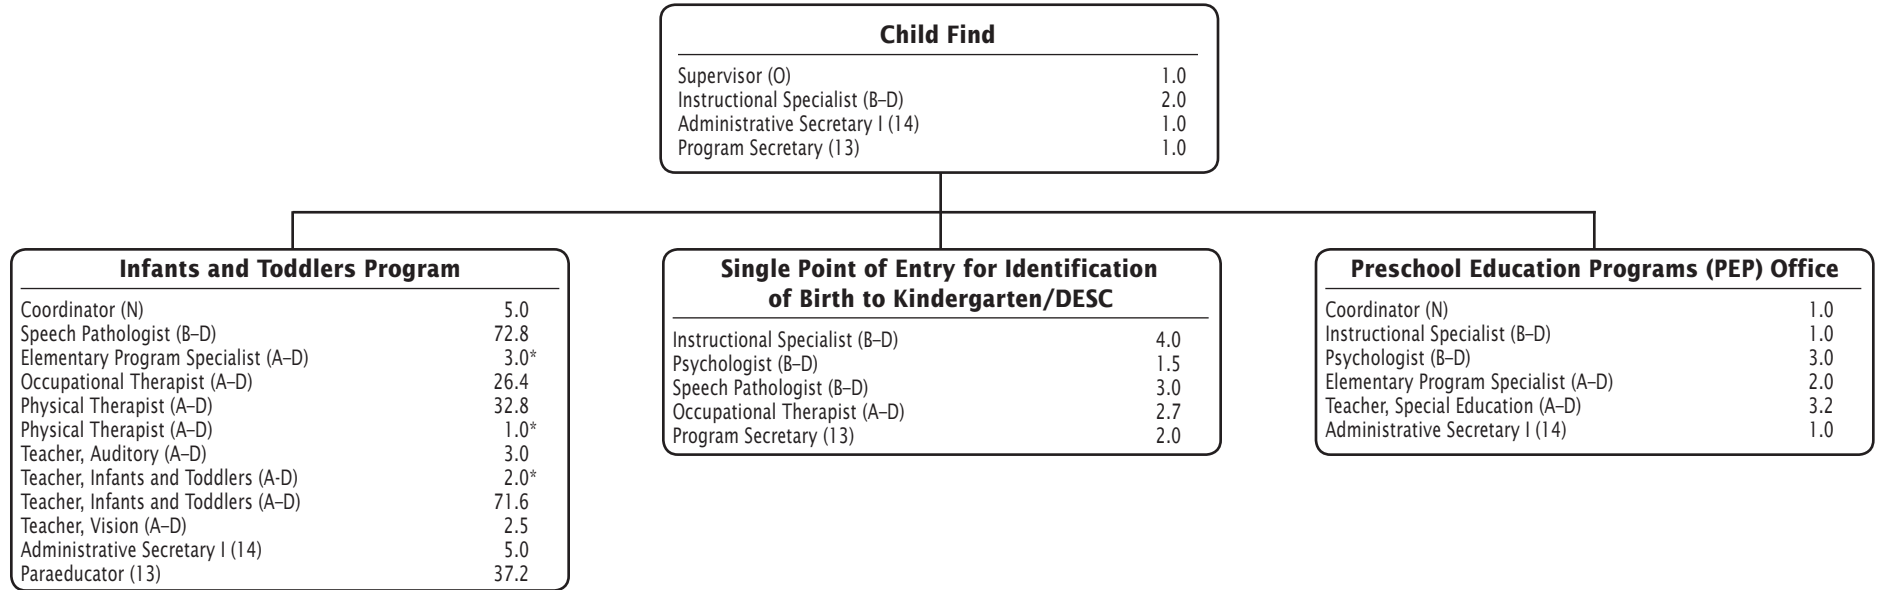 Child Find
Supervisor (O) 1.0
Instructional Specialist (B–D) 2.0
Administrative Secretary I (14) 1.0
Program Secretary (13) 1.0
Infants and Toddlers Program
Coordinator (N) 5.0
Speech Pathologist (B–D) 72.8
Elementary Program Specialist (A–D) 3.0*
Occupational Therapist (A–D) 26.4
Physical Therapist (A–D) 32.8
Physical Therapist (A–D) 1.0*
Teacher, Auditory (A–D) 3.0
Teacher, Infants and Toddlers (A-D) 2.0*
Teacher, Infants and Toddlers (A–D) 71.6
Teacher, Vision (A–D) 2.5
Administrative Secretary I (14) 5.0
Paraeducator (13) 37.2
Single Point of Entry for Identification
of Birth to Kindergarten/DESC
Instructional Specialist (B–D) 4.0
Psychologist (B–D) 1.5
Speech Pathologist (B–D) 3.0
Occupational Therapist (A–D) 2.7
Program Secretary (13) 2.0
Preschool Education Programs (PEP) Office
Coordinator (N) 1.0
Instructional Specialist (B–D) 1.0
Psychologist (B–D) 3.0
Elementary Program Specialist (A–D) 2.0
Teacher, Special Education (A–D) 3.2
Administrative Secretary I (14) 1.0